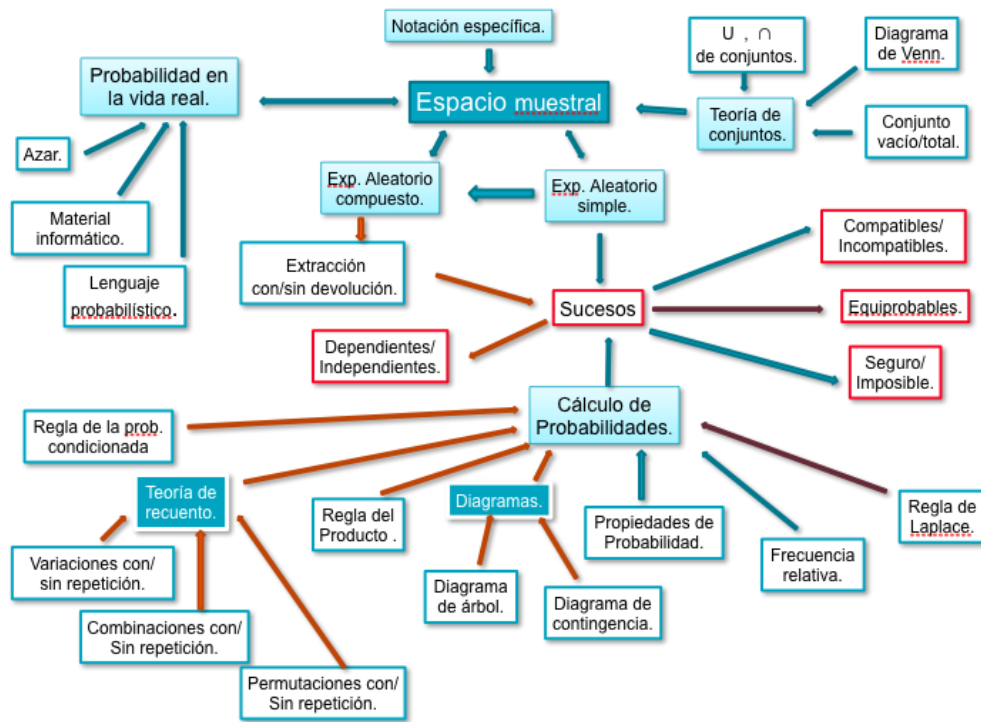 Notación específica.
U , ∩
de conjuntos.
Diagrama
de Venn.
Probabilidad en
la vida real.
Espacio muestral
Teoría de
conjuntos.
Conjunto
vacío/total.
Azar.
Exp. Aleatorio
compuesto.
Exp. Aleatorio
simple.
Material
informático.
Compatibles/
Incompatibles.
Lenguaje
probabilístico.
Extracción
con/sin devolución.
Sucesos
Equiprobables.
Dependientes/
Independientes.
Seguro/
Imposible.
Cálculo de
Probabilidades.
Regla de la prob.
condicionada
Teoría de
recuento.
Regla del
Producto .
Diagramas.
Propiedades de
Probabilidad.
Regla de
Laplace.
Frecuencia
relativa.
Variaciones con/
sin repetición.
Diagrama
de árbol.
Diagrama de
contingencia.
Combinaciones con/
Sin repetición.
Permutaciones con/
Sin repetición.